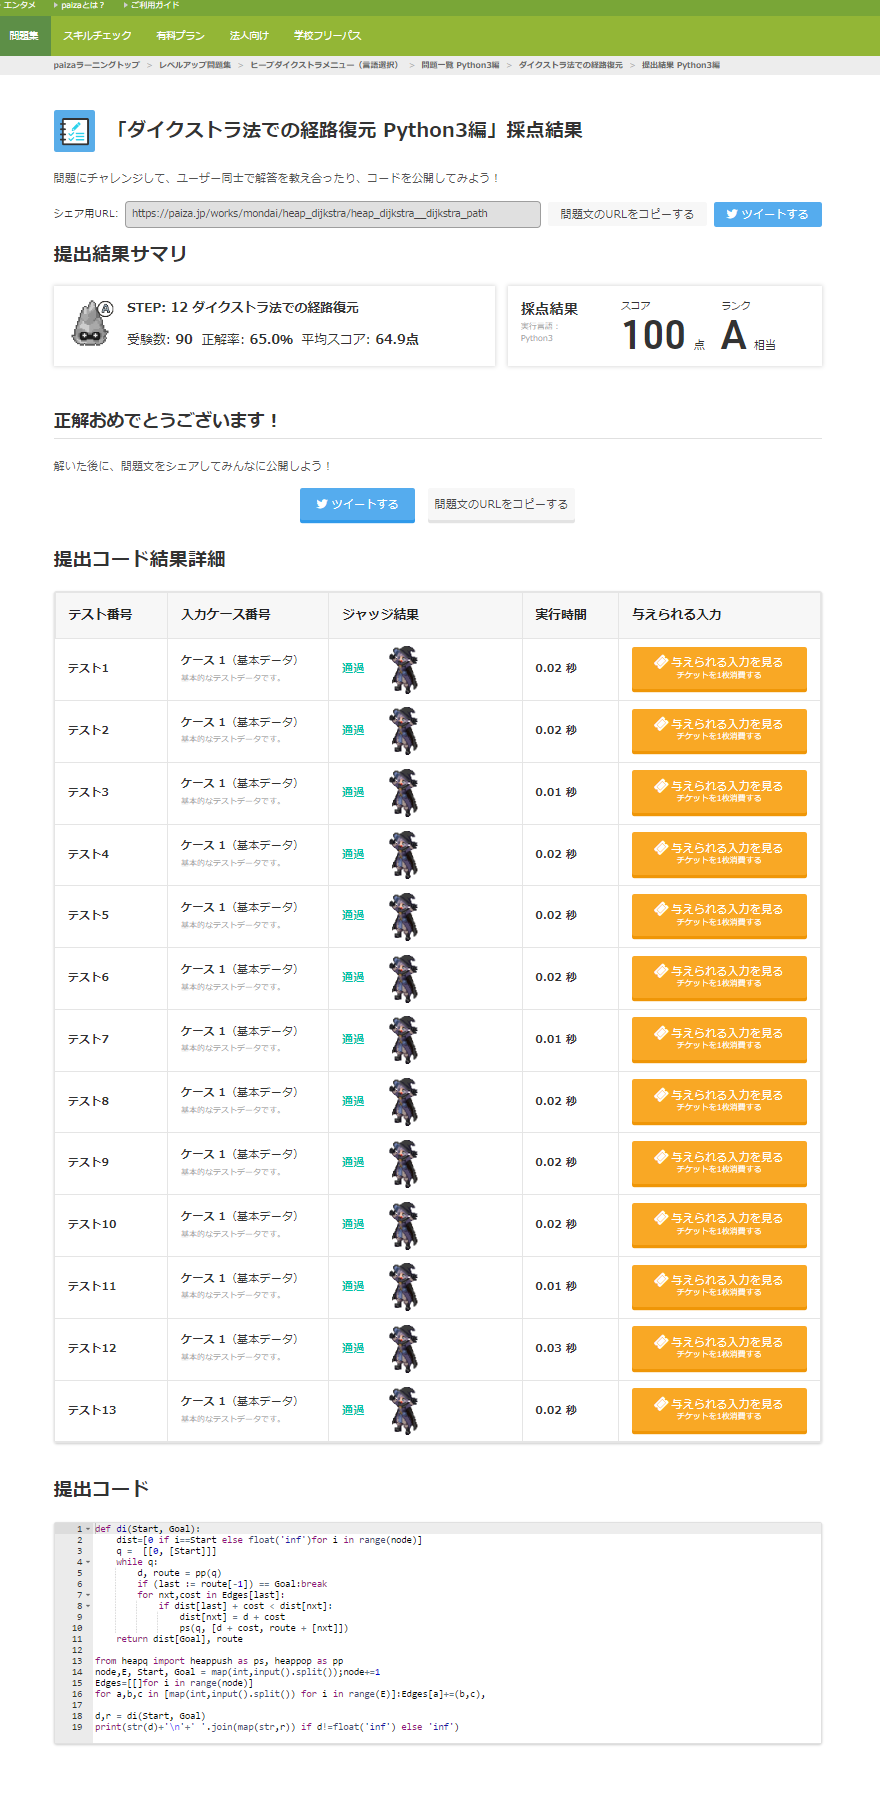 エンタメ　paizaとは？　ご利用ガイド
問題集　スキルチェック　有料プラン　法人向け　学校フリーパス
paizaラーニングトップ > レベルアップ問題集 > ヒープダイクストラメニュー（言語選択） > 問題一覧 Python3編 > ダイクストラ法での経路復元 > 提出結果 Python3編
「ダイクストラ法での経路復元 Python3編」採点結果
問題にチャレンジして、ユーザー同士で解答を教え合ったり、コードを公開してみよう！
シェア用URL: https://paiza.jp/works/mondai/heap_dijkstra/heap_dijkstra__dijkstra_path 問題文のURLをコピーする ツイートする
提出結果サマリ
A
STEP: 12 ダイクストラ法での経路復元
受験数: 90 正解率: 65.0% 平均スコア: 64.9点
採点結果 スコア ランク
実行言語：
Python3
100 点 A 相当
正解おめでとうございます！
解いた後に、問題文をシェアしてみんなに公開しよう！
ツイートする 問題文のURLをコピーする
提出コード結果詳細
テスト番号 入力ケース番号 ジャッジ結果 実行時間 与えられる入力
テスト1 ケース 1（基本データ） 通過 0.02 秒 与えられる入力を見る
基本的なテストデータです。 チケットを1枚消費する
テスト2 ケース 1（基本データ） 通過 0.02 秒 与えられる入力を見る
基本的なテストデータです。 チケットを1枚消費する
テスト3 ケース 1（基本データ） 通過 0.01 秒 与えられる入力を見る
基本的なテストデータです。 チケットを1枚消費する
テスト4 ケース 1（基本データ） 通過 0.02 秒 与えられる入力を見る
基本的なテストデータです。 チケットを1枚消費する
テスト5 ケース 1（基本データ） 通過 0.02 秒 与えられる入力を見る
基本的なテストデータです。 チケットを1枚消費する
テスト6 ケース 1（基本データ） 通過 0.02 秒 与えられる入力を見る
基本的なテストデータです。 チケットを1枚消費する
テスト7 ケース 1（基本データ） 通過 0.01 秒 与えられる入力を見る
基本的なテストデータです。 チケットを1枚消費する
テスト8 ケース 1（基本データ） 通過 0.02 秒 与えられる入力を見る
基本的なテストデータです。 チケットを1枚消費する
テスト9 ケース 1（基本データ） 通過 0.02 秒 与えられる入力を見る
基本的なテストデータです。 チケットを1枚消費する
テスト10 ケース 1（基本データ） 通過 0.02 秒 与えられる入力を見る
基本的なテストデータです。 チケットを1枚消費する
テスト11 ケース 1（基本データ） 通過 0.01 秒 与えられる入力を見る
基本的なテストデータです。 チケットを1枚消費する
テスト12 ケース 1（基本データ） 通過 0.03 秒 与えられる入力を見る
基本的なテストデータです。 チケットを1枚消費する
テスト13 ケース 1（基本データ） 通過 0.02 秒 与えられる入力を見る
基本的なテストデータです。 チケットを1枚消費する
提出コード
1 def di(Start, Goal):
2     dist=[0 if i==Start else float('inf')for i in range(node)]
3     q =  [[0, [Start]]]
4     while q:
5         d, route = pp(q)
6         if (last := route[-1]) == Goal:break
7         for nxt,cost in Edges[last]:
8             if dist[last] + cost < dist[nxt]:
9                 dist[nxt] = d + cost
10                 ps(q, [d + cost, route + [nxt]])
11     return dist[Goal], route
12
13 from heapq import heappush as ps, heappop as pp
14 node,E, Start, Goal = map(int,input().split());node+=1
15 Edges=[[]for i in range(node)]
16 for a,b,c in [map(int,input().split()) for i in range(E)]:Edges[a]+=(b,c),
17
18 d,r = di(Start, Goal)
19 print(str(d)+'\n'+' '.join(map(str,r)) if d!=float('inf') else 'inf')